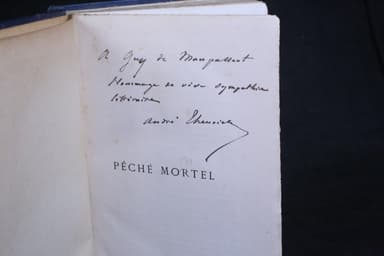 A Guy de Maupassant
Hommage de vive sympathie
littéraire
André Theuriet
PÉCHÉ MORTEL